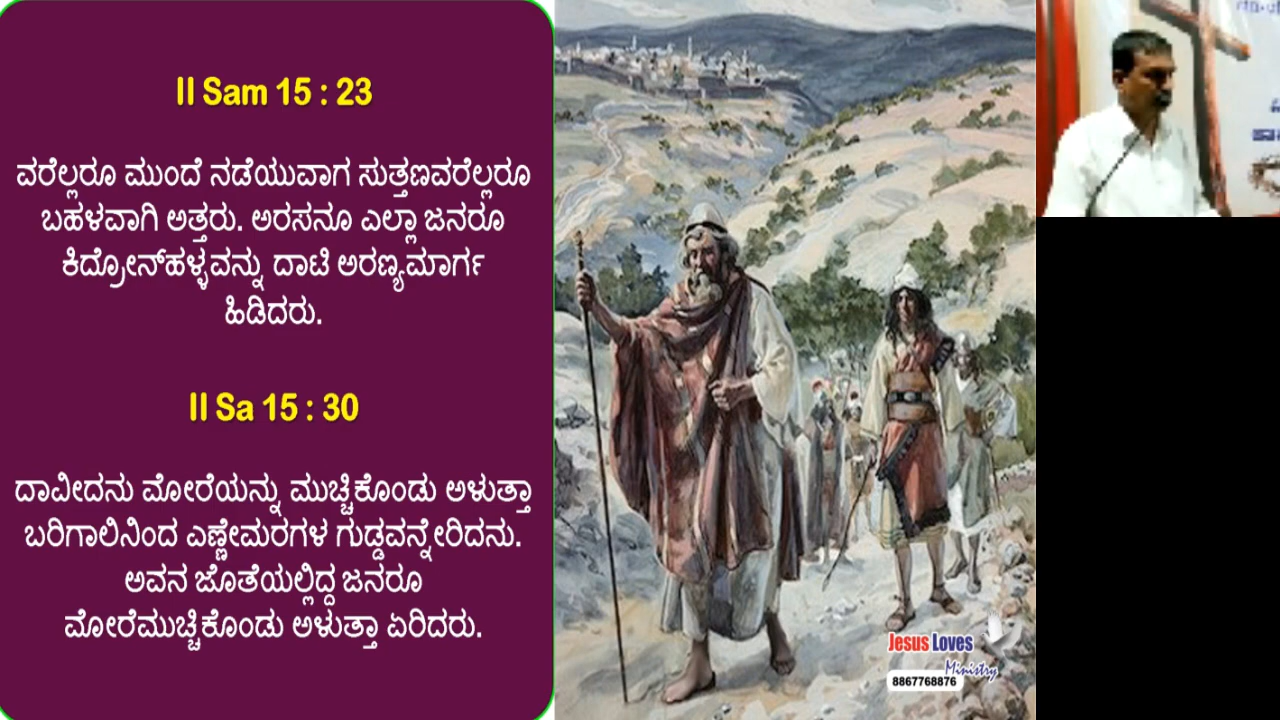 II Sam 15 : 23
ವರೆಲ್ಲರೂ ಮುಂದೆ ನಡೆಯುವಾಗ ಸುತ್ತಣವರೆಲ್ಲರೂ
ಬಹಳವಾಗಿ ಅತ್ತರು. ಅರಸನೂ ಎಲ್ಲಾ ಜನರೂ
ಕಿದ್ರೋನ್‌ಹಳ್ಳವನ್ನು ದಾಟಿ ಅರಣ್ಯಮಾರ್ಗ
ಹಿಡಿದರು.
II Sa 15 : 30
ದಾವೀದನು ಮೋರೆಯನ್ನು ಮುಚ್ಚಿಕೊಂಡು ಅಳುತ್ತಾ
ಬರಿಗಾಲಿನಿಂದ ಎಣ್ಣೇಮರಗಳ ಗುಡ್ಡವನ್ನೇರಿದನು.
ಅವನ ಜೊತೆಯಲ್ಲಿದ್ದ ಜನರೂ
ಮೋರೆಮುಚ್ಚಿಕೊಂಡು ಅಳುತ್ತಾ ಏರಿದರು.
Jesus Loves
Ministry
8867768876